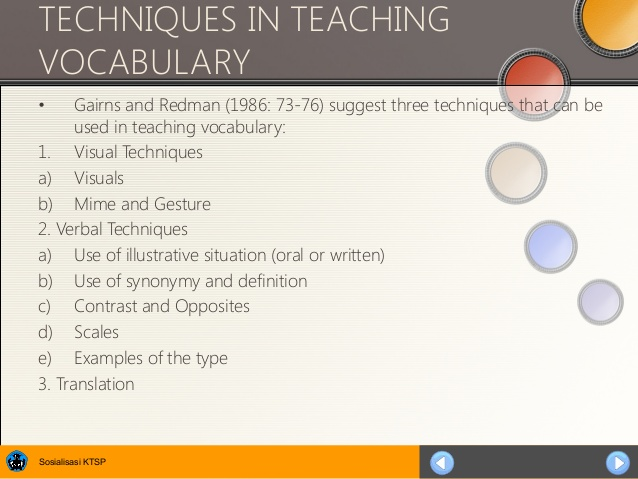 TECHNIQUES IN TEACHING
VOCABULARY
• Gairns and Redman (1986: 73-76) suggest three techniques that can be
used in teaching vocabulary:
1. Visual Techniques
a) Visuals
b) Mime and Gesture
2. Verbal Techniques
a) Use of illustrative situation (oral or written)
b) Use of synonymy and definition
c) Contrast and Opposites
d) Scales
e) Examples of the type
3. Translation
Sosialisasi KTSP